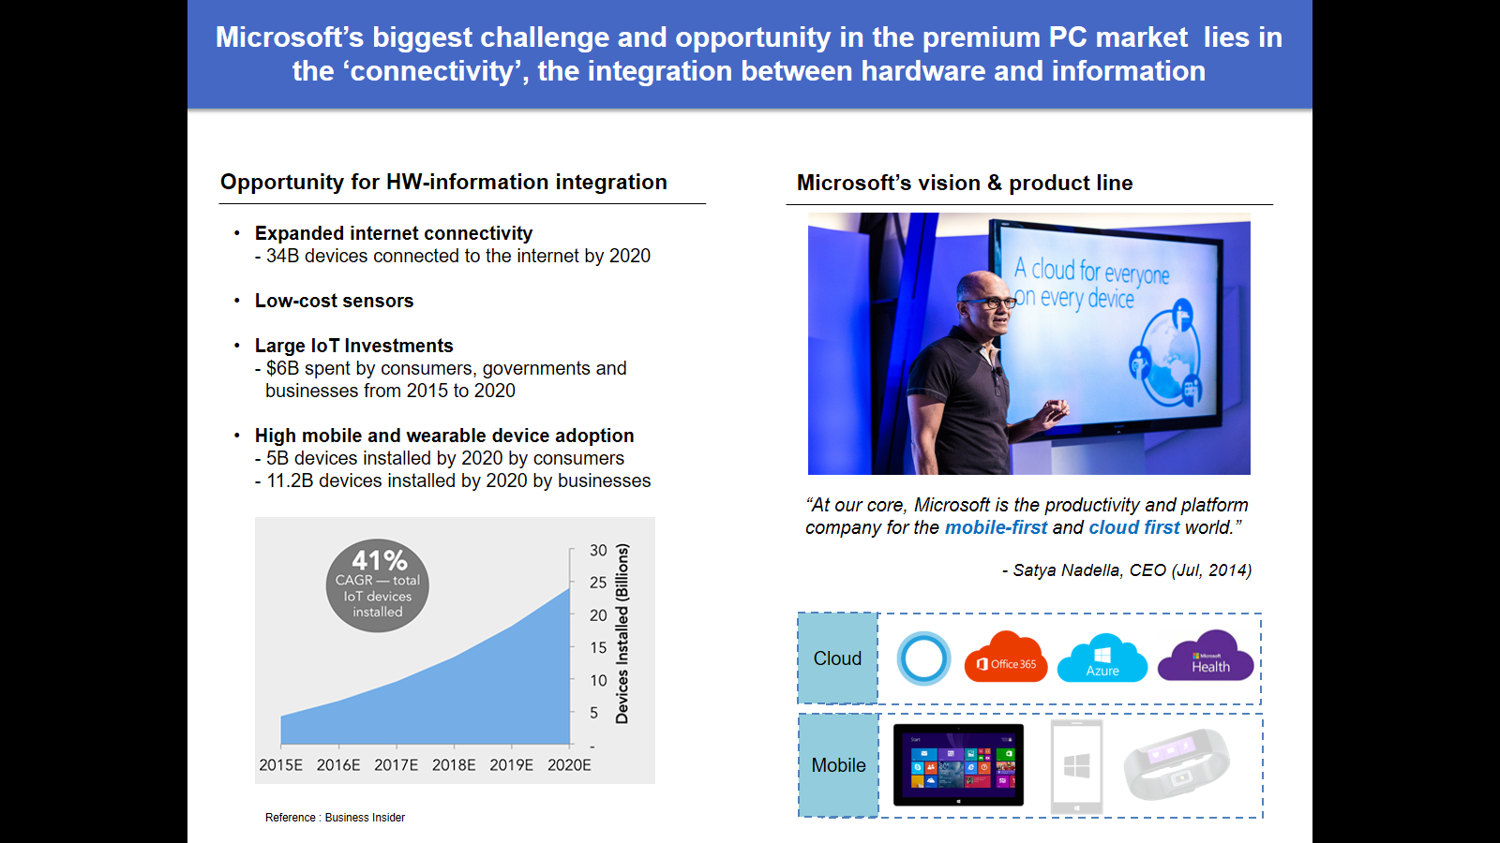 Microsoft’s biggest challenge and opportunity in the premium PC market  lies in
the ‘connectivity’, the integration between hardware and information
Opportunity for HW-information integration
• Expanded internet connectivity
- 34B devices connected to the internet by 2020
• Low-cost sensors
• Large IoT Investments
- $6B spent by consumers, governments and
businesses from 2015 to 2020
• High mobile and wearable device adoption
- 5B devices installed by 2020 by consumers
- 11.2B devices installed by 2020 by businesses
41%
CAGR — total
IoT devices
installed
30
25
20
15
10
5
-
Devices Installed (Billions)
2015E 2016E 2017E 2018E 2019E 2020E
Reference : Business Insider
Microsoft’s vision & product line
A cloud for everyone
on every device
“At our core, Microsoft is the productivity and platform
company for the mobile-first and cloud first world.”
- Satya Nadella, CEO (Jul, 2014)
Cloud
Office 365
Azure
Microsoft
Health
Mobile
Start